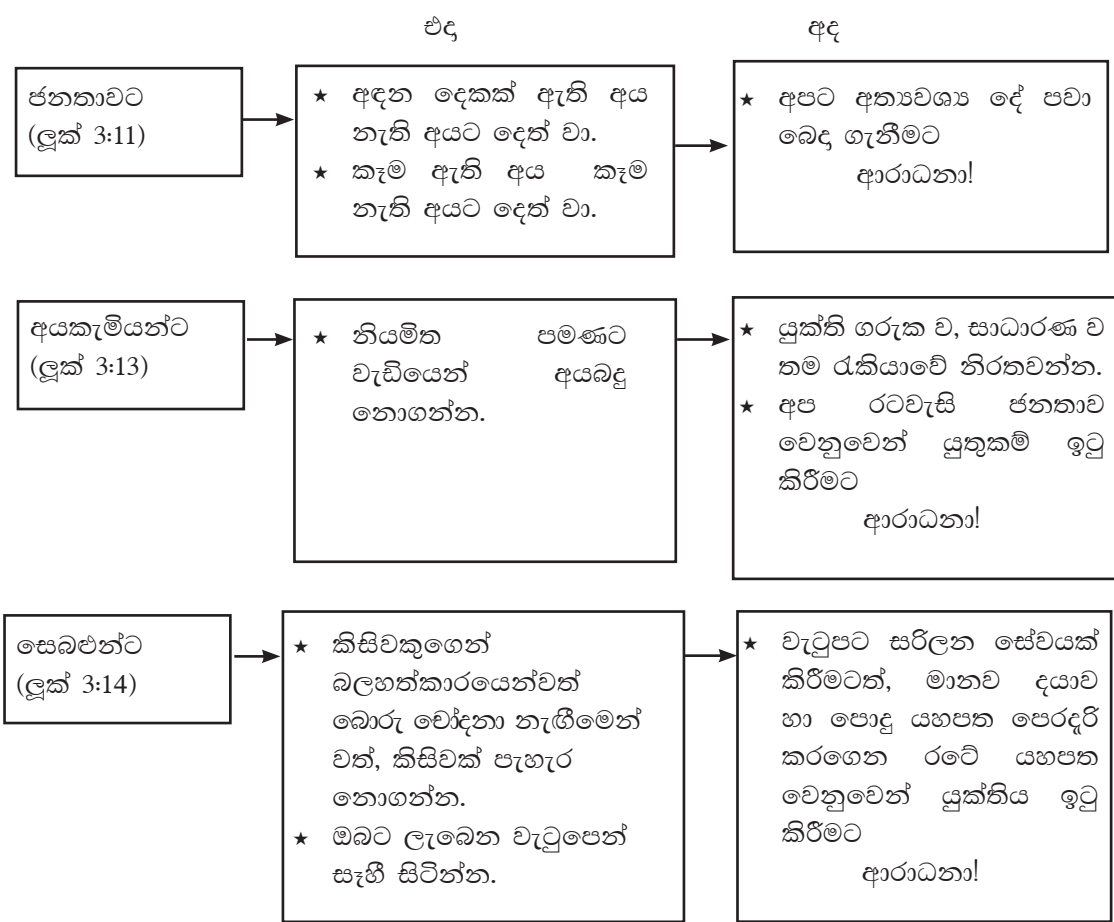 එදා
අද
ජනතාවට
(ලූක් 3:11)
★ අඳන දෙකක් ඇති අය
නැති අයට දෙත් වා.
★ කෑම ඇති අය කෑම
නැති අයට දෙත් වා.
★ අපට අත්‍යවශ්‍ය දේ පවා
බෙදා ගැනීමට
ආරාධනා!
අයකැමියන්ට
(ලූක් 3:13)
★ නියමිත පමණට
වැඩියෙන් අයබදු
නොගන්න.
★ යුක්ති ගරුක ව, සාධාරණ ව
තම රැකියාවේ නිරතවන්න.
★ අප රටවැසි ජනතාව
වෙනුවෙන් යුතුකම් ඉටු
කිරීමට
ආරාධනා!
සෙබළුන්ට
(ලූක් 3:14)
★ කිසිවකුගෙන්
බලහත්කාරයෙන්වත්
බොරු චෝදනා නැඟීමෙන්
වත්, කිසිවක් පැහැර
නොගන්න.
★ ඔබට ලැබෙන වැටුපෙන්
සෑහී සිටින්න.
★ වැටුපට සරිලන සේවයක්
කිරීමටත්, මානව දයාව
හා පොදු යහපත පෙරදැරි
කරගෙන රටේ යහපත
වෙනුවෙන් යුක්තිය ඉටු
කිරීමට
ආරාධනා!